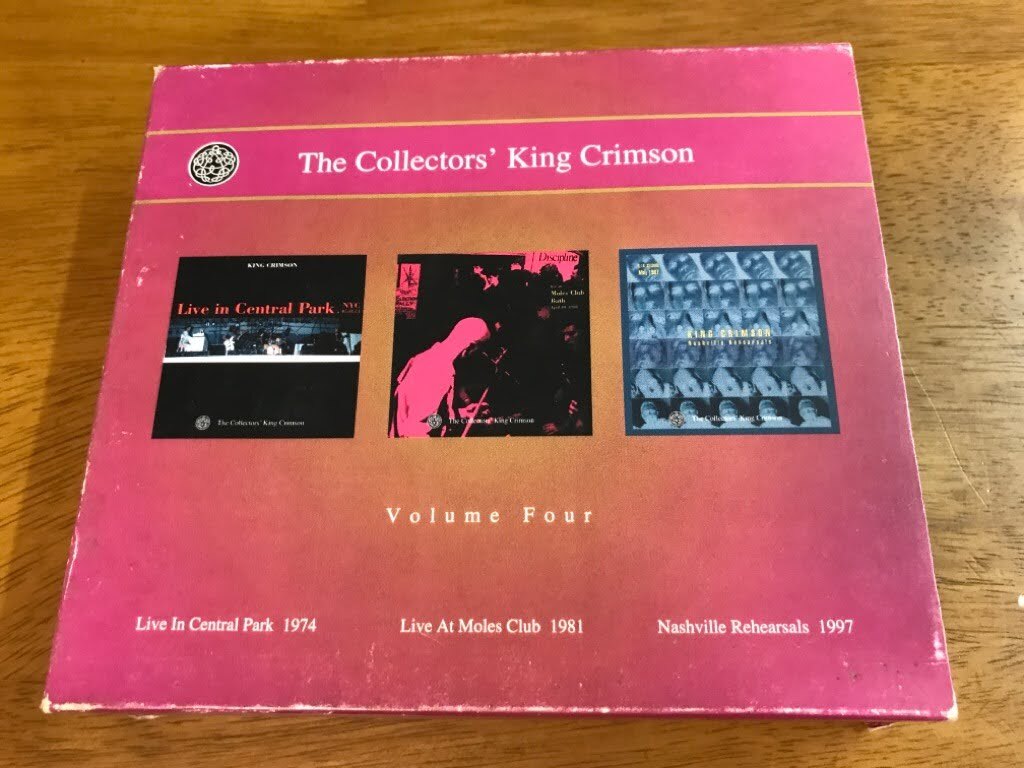 The Collectors' King Crimson
KING CRIMSON
Live in Central Park
NYC
The Collectors' King Crimson
Discipline
Moles Club
Bath
The Collectors' King Crimson
May 1997
KING CRIMSON
Nashville Rehearsals
The Collectors' King Crimson
Volume Four
Live In Central Park 1974
Live At Moles Club 1981
Nashville Rehearsals 1997